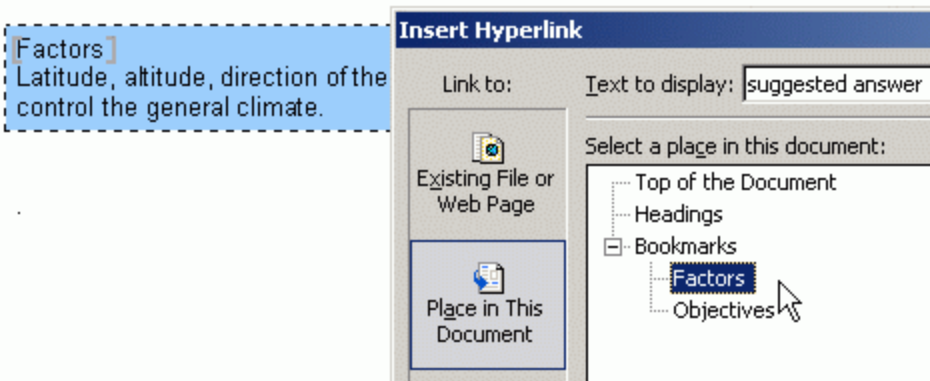 [Factors]
Latitude, altitude, direction of the
control the general climate.
.
Insert Hyperlink
Link to:
Existing File or
Web Page
Place in This
Document
Text to display: suggested answer
Select a place in this document:
Top of the Document
Headings
Bookmarks
Factors
Objectives